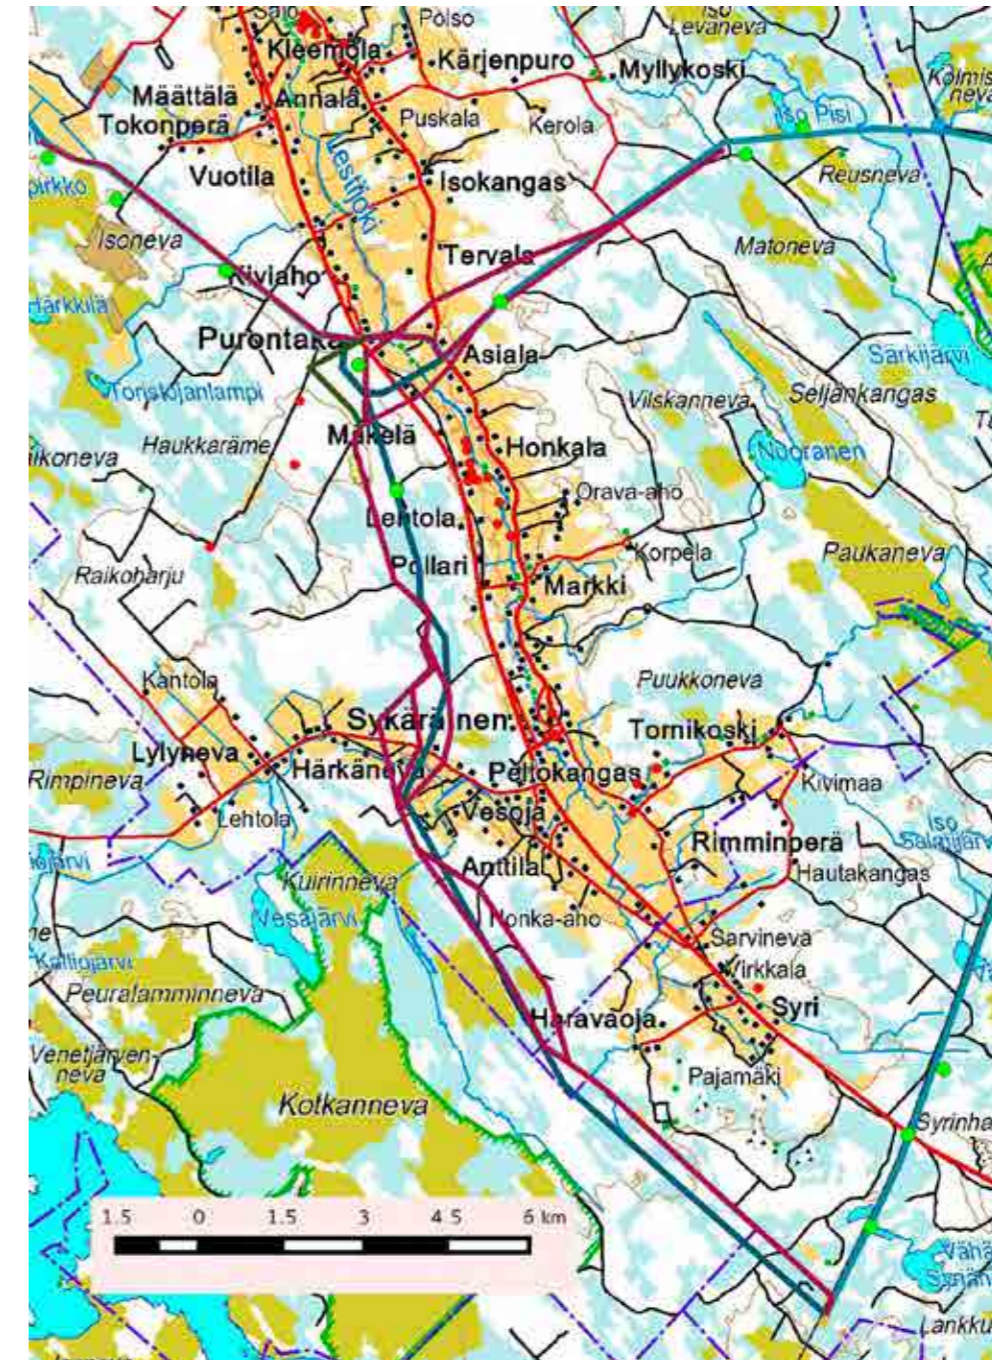 Salo
Polso
Iso
Levaneva
Kleemola
Kärjenpuro
Myllykoski
Kolmis
neva
Määttälä
Annala
Tokonperä
Puskala
Kerola
Iso Pisi
Vuotila
Lestijoki
Isokangas
Reusneva
pirkko
Isoneva
Tervala
Matoneva
Kiviaho
Härkkilä
Purontaka
Asiala
Särkijärvi
Toriskojanlampi
Vilskanneva
Seljänkangas
Haukkaräme
Mäkelä
Honkala
Nuoranen
ikoneva
Orava-aho
Lehtola
Pollari
Korpela
Paukaneva
Raikoharju
Markki
Kantola
Puukkoneva
Sykäräinen
Tornikoski
Lylyneva
Härkäneva
Peltokangas
Rimpineva
Kivimaa
Lehtola
Vesoja
Iso
Rimminperä
Anttila
Hautakangas
Kuirinneva
Vesajärvi
Honka-aho
Sarvineva
Kalliojärvi
Virkkala
Peuralamminneva
Haravaoja
Syri
Venetjärven-
neva
Pajamäki
Kotkanneva
Syrinha
1.5 0 1.5 3 4 5 6 km
Vähä
Lankku